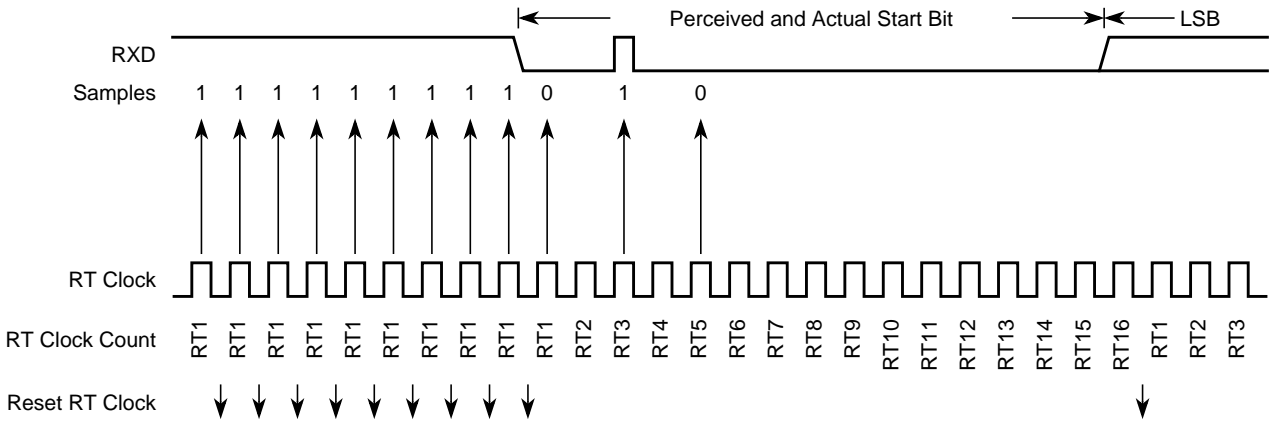 Perceived and Actual Start Bit
LSB
RXD
Samples 1 1 1 1 1 1 1 1 1 0 1 0
RT Clock
RT Clock Count RT1 RT1 RT1 RT1 RT1 RT1 RT1 RT1 RT1 RT1 RT2 RT3 RT4 RT5 RT6 RT7 RT8 RT9 RT10 RT11 RT12 RT13 RT14 RT15 RT16 RT1 RT2 RT3
Reset RT Clock